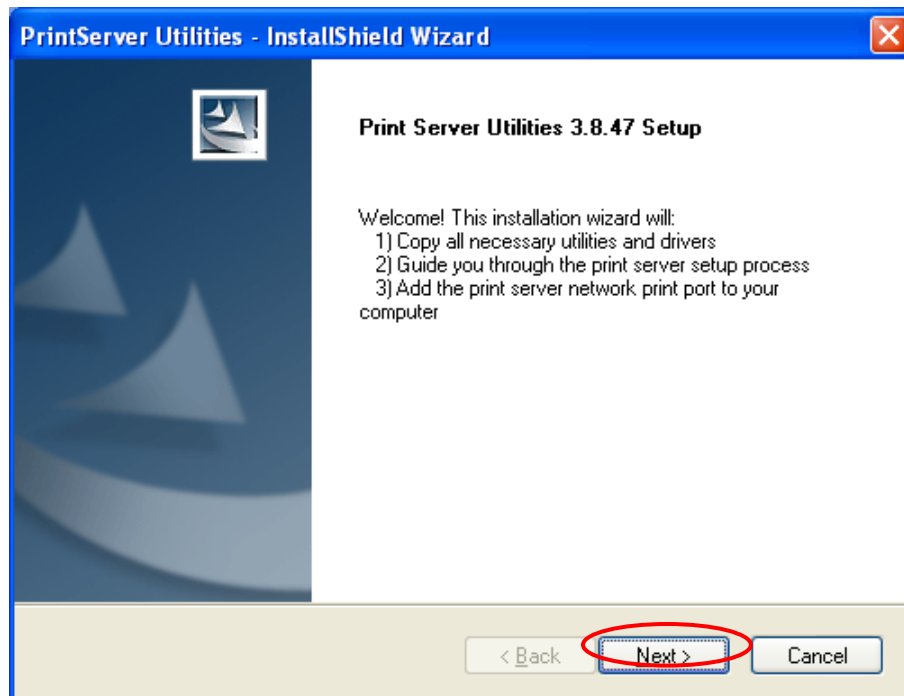 PrintServer Utilities - InstallShield Wizard
Print Server Utilities 3.8.47 Setup
Welcome! This installation wizard will:
1) Copy all necessary utilities and drivers
2) Guide you through the print server setup process
3) Add the print server network print port to your
computer
< Back
Next >
Cancel